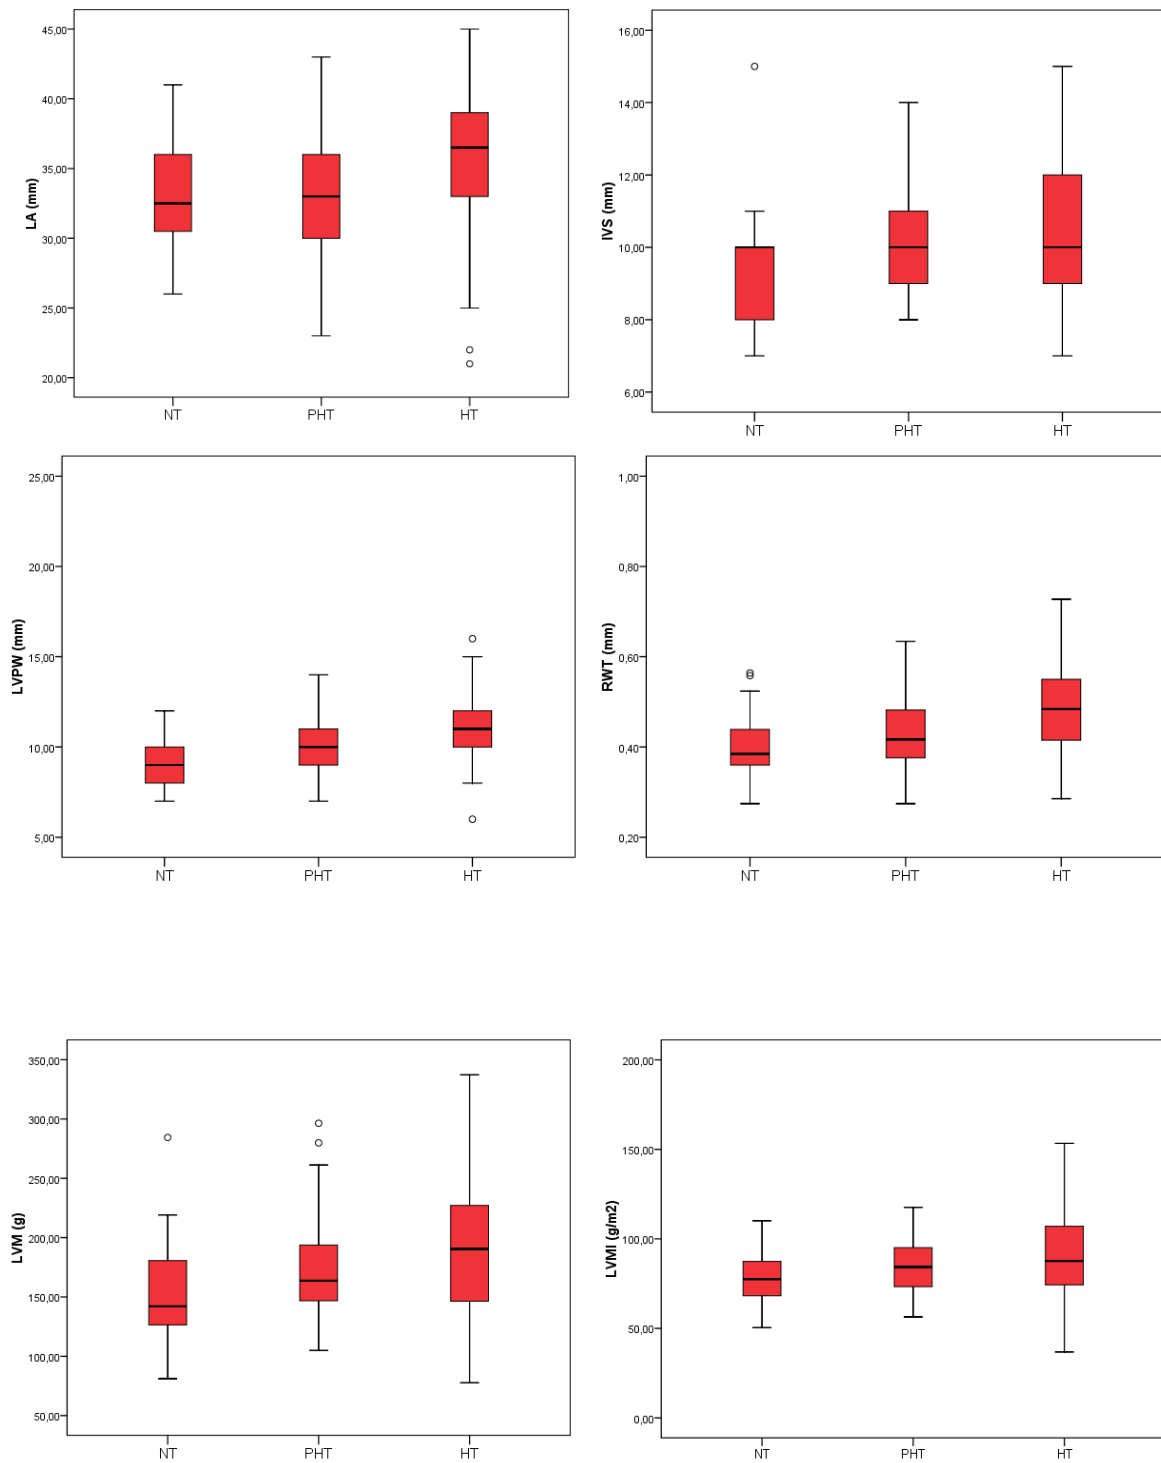 LA (mm)
45,00
40,00
35,00
30,00
25,00
20,00
NT PHT HT
IVS (mm)
16,00
14,00
12,00
10,00
8,00
6,00
NT PHT HT
LVPW (mm)
25,00
20,00
15,00
10,00
5,00
NT PHT HT
RWT (mm)
1,00
0,80
0,60
0,40
0,20
NT PHT HT
LVM (g)
350,00
300,00
250,00
200,00
150,00
100,00
50,00
NT PHT HT
LVMI (g/m2)
200,00
150,00
100,00
50,00
0,00
NT PHT HT